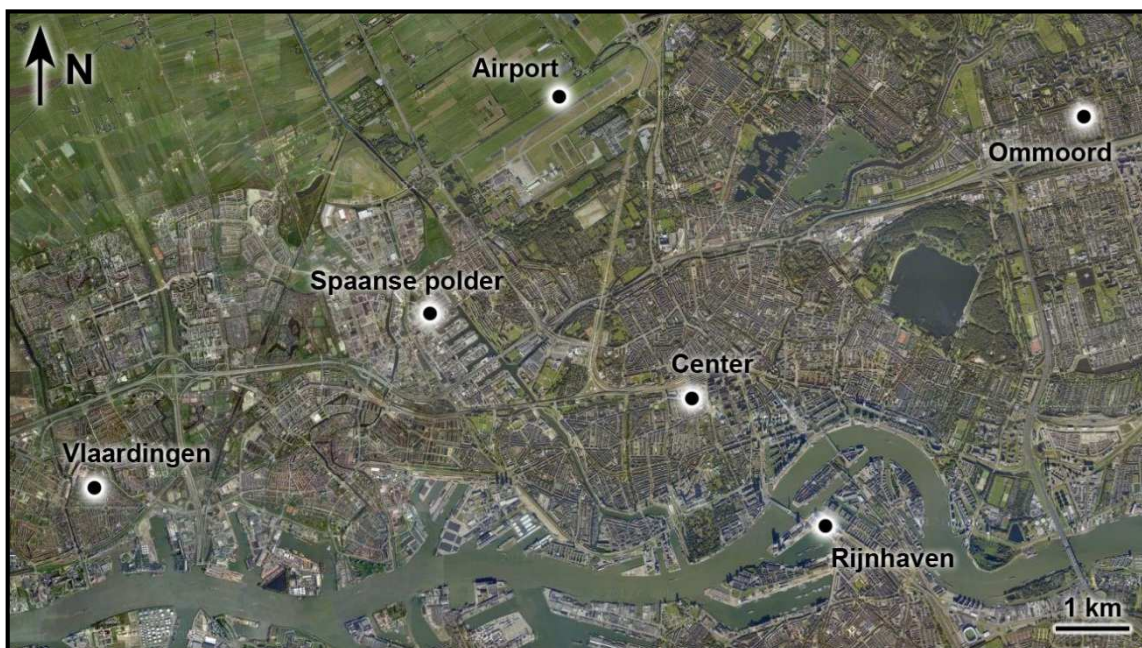 N
Airport
Ommoord
Spaanse polder
Center
Vlaardingen
Rijnhaven
1 km